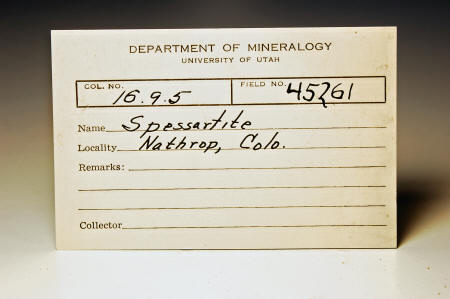 DEPARTMENT OF MINERALOGY
UNIVERSITY OF UTAH
COL. NO. 16.9.5 FIELD NO. 45261
Name Spessartite
Locality Nathrop, Colo.
Remarks:
Collector